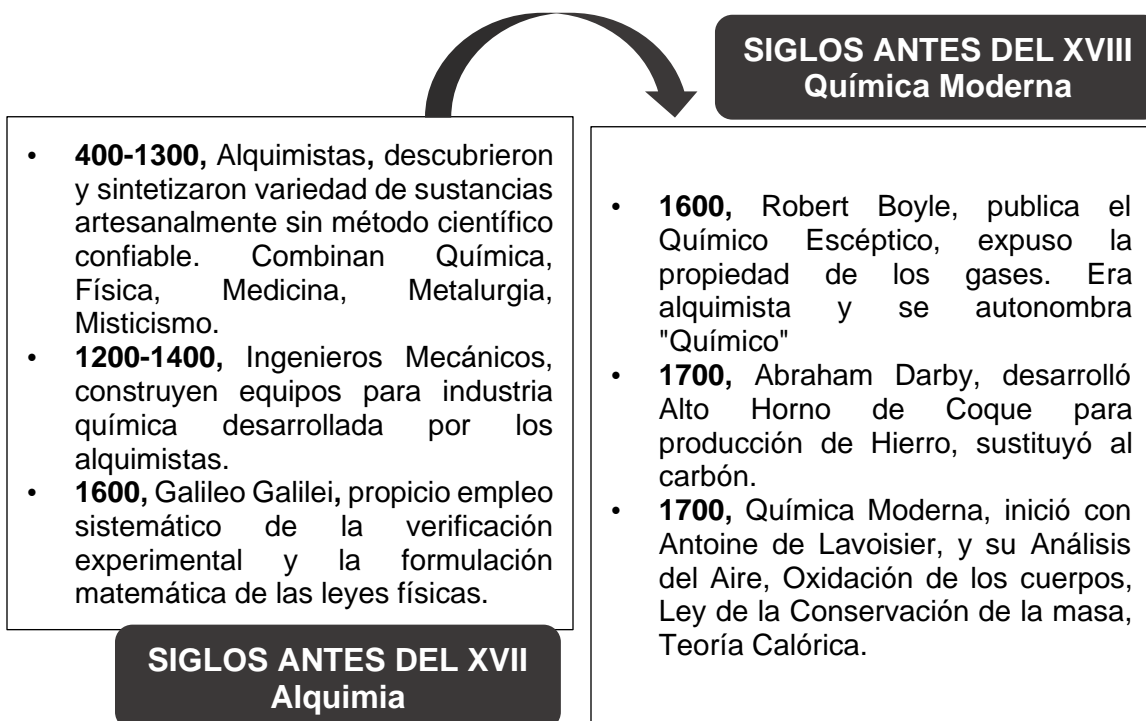 SIGLOS ANTES DEL XVIII
Química Moderna
• 400-1300, Alquimistas, descubrieron
y sintetizaron variedad de sustancias
artesanalmente sin método científico
confiable. Combinan Química,
Física, Medicina, Metalurgia,
Misticismo.
• 1200-1400, Ingenieros Mecánicos,
construyen equipos para industria
química desarrollada por los
alquimistas.
• 1600, Galileo Galilei, propicio empleo
sistemático de la verificación
experimental y la formulación
matemática de las leyes físicas.
SIGLOS ANTES DEL XVII
Alquimia
• 1600, Robert Boyle, publica el
Químico Escéptico, expuso la
propiedad de los gases. Era
alquimista y se autonombra
"Químico"
• 1700, Abraham Darby, desarrolló
Alto Horno de Coque para
producción de Hierro, sustituyó al
carbón.
• 1700, Química Moderna, inició con
Antoine de Lavoisier, y su Análisis
del Aire, Oxidación de los cuerpos,
Ley de la Conservación de la masa,
Teoría Calórica.